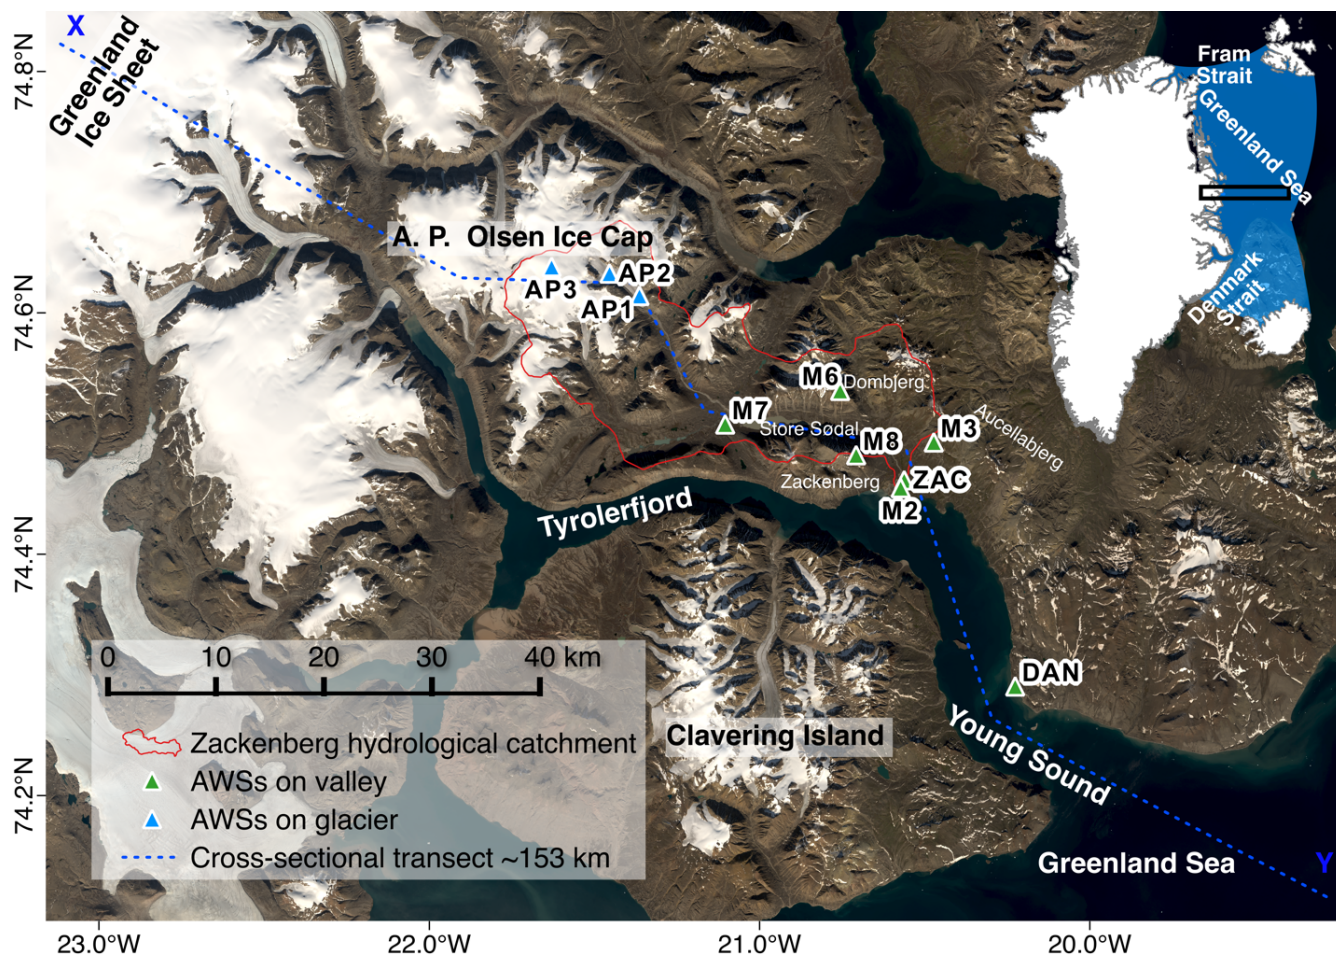 X
Greenland
Ice Sheet
Fram
Strait
Greenland Sea
Denmark
Strait
74.8°N
74.6°N
74.4°N
74.2°N
A. P. Olsen Ice Cap
AP3
AP2
AP1
M6
Dombjerg
M7
Store Sødal
M8
M3
Aucellabjerg
Zackenberg
ZAC
M2
Tyrolerfjord
DAN
Clavering Island
Young Sound
Greenland Sea
Y
0 10 20 30 40 km
Zackenberg hydrological catchment
AWSs on valley
AWSs on glacier
Cross-sectional transect ~153 km
23.0°W 22.0°W 21.0°W 20.0°W